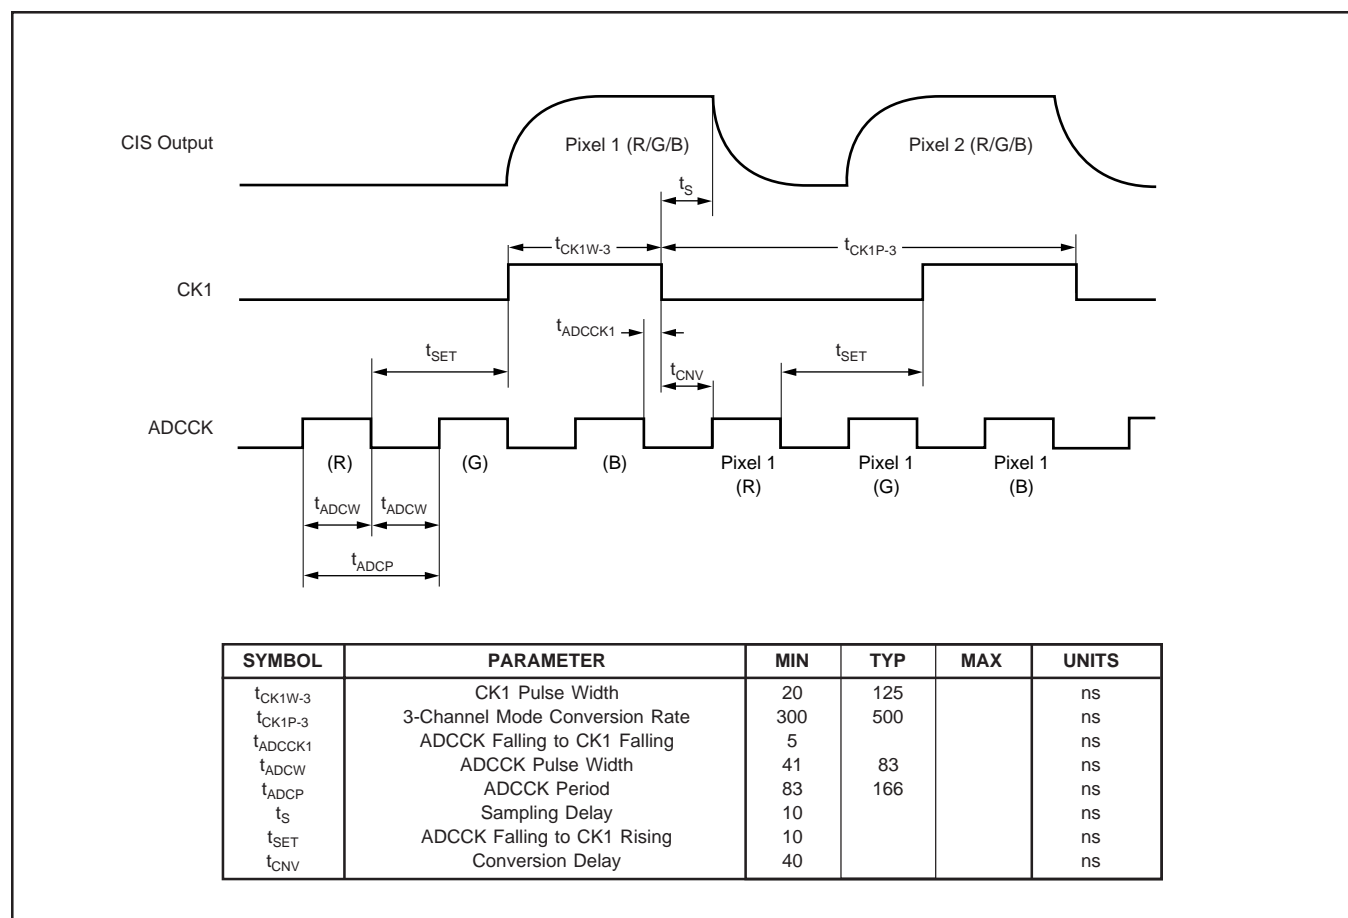 CIS Output
Pixel 1 (R/G/B)
Pixel 2 (R/G/B)
tS
tCK1W-3
tCK1P-3
CK1
tADCCK1
tSET
tCNV
tSET
ADCCK
(R)
(G)
(B)
Pixel 1
(R)
Pixel 1
(G)
Pixel 1
(B)
tADCW
tADCW
tADCP
SYMBOL PARAMETER MIN TYP MAX UNITS
tCK1W-3 CK1 Pulse Width 20 125 ns
tCK1P-3 3-Channel Mode Conversion Rate 300 500 ns
tADCCK1 ADCCK Falling to CK1 Falling 5 ns
tADCW ADCCK Pulse Width 41 83 ns
tADCP ADCCK Period 83 166 ns
tS Sampling Delay 10 ns
tSET ADCCK Falling to CK1 Rising 10 ns
tCNV Conversion Delay 40 ns